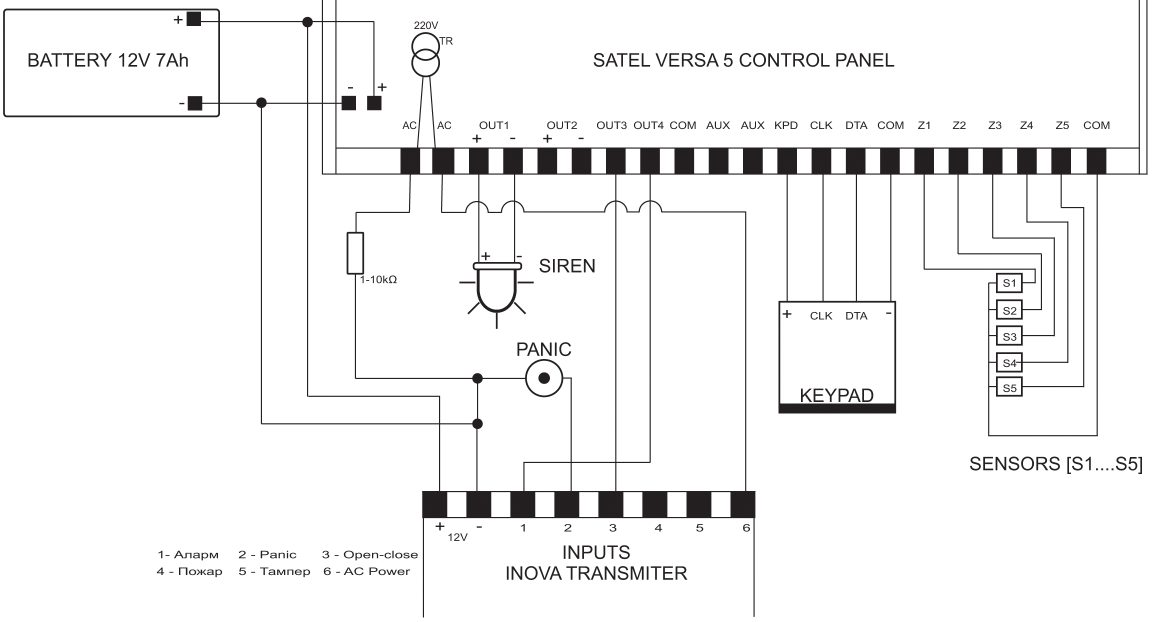 +
BATTERY 12V 7Ah
-
- +
220V
TR
SATEL VERSA 5 CONTROL PANEL
AC AC OUT1 OUT2 OUT3 OUT4 COM AUX AUX KPD CLK DTA COM Z1 Z2 Z3 Z4 Z5 COM
+ - + -
1-10kΩ
+ -
SIREN
PANIC
+ CLK DTA -
KEYPAD
S1
S2
S3
S4
S5
SENSORS [S1....S5]
+ 12V - 1 2 3 4 5 6
INPUTS
INOVA TRANSMITER
1- Аларм 2 - Panic 3 - Open-close
4 - Пожар 5 - Тампер 6 - AC Power